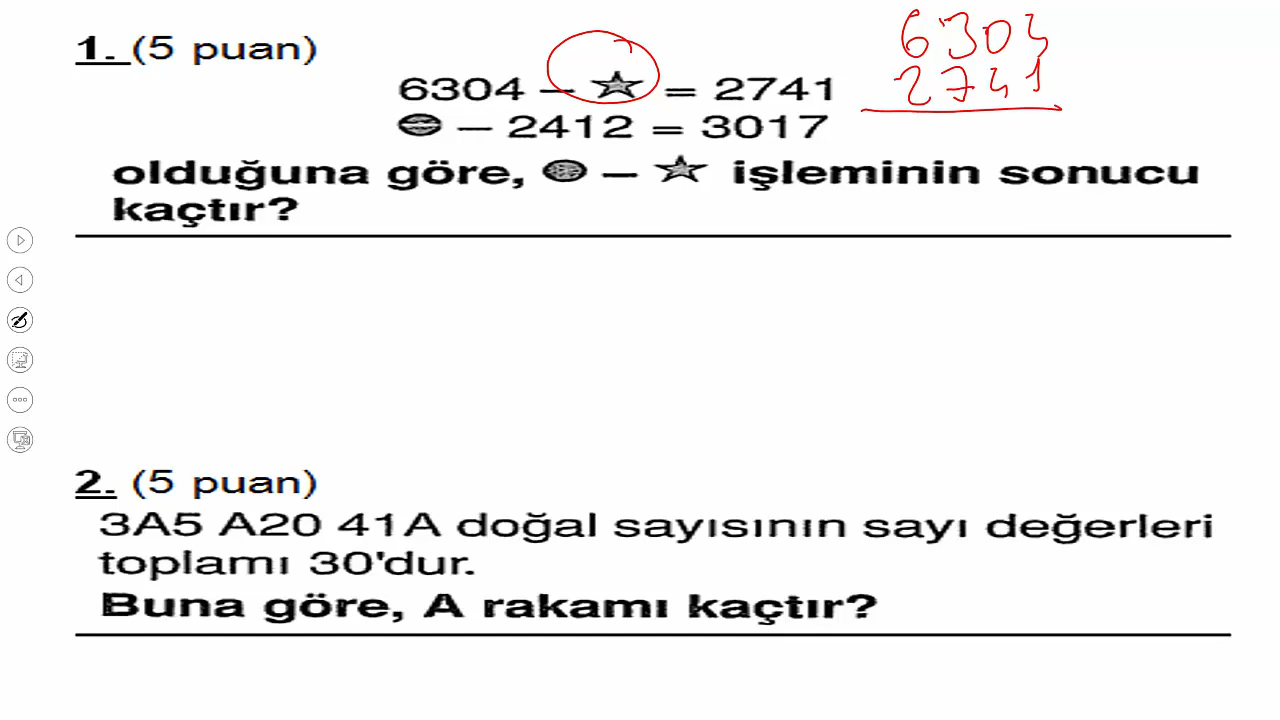 1. (5 puan)
6304 – ★ = 2741
– 2412 = 3017
olduğuna göre, – ★ işleminin sonucu
kaçtır?
6303
2741
2. (5 puan)
3A5 A20 41A doğal sayısının sayı değerleri
toplamı 30'dur.
Buna göre, A rakamı kaçtır?